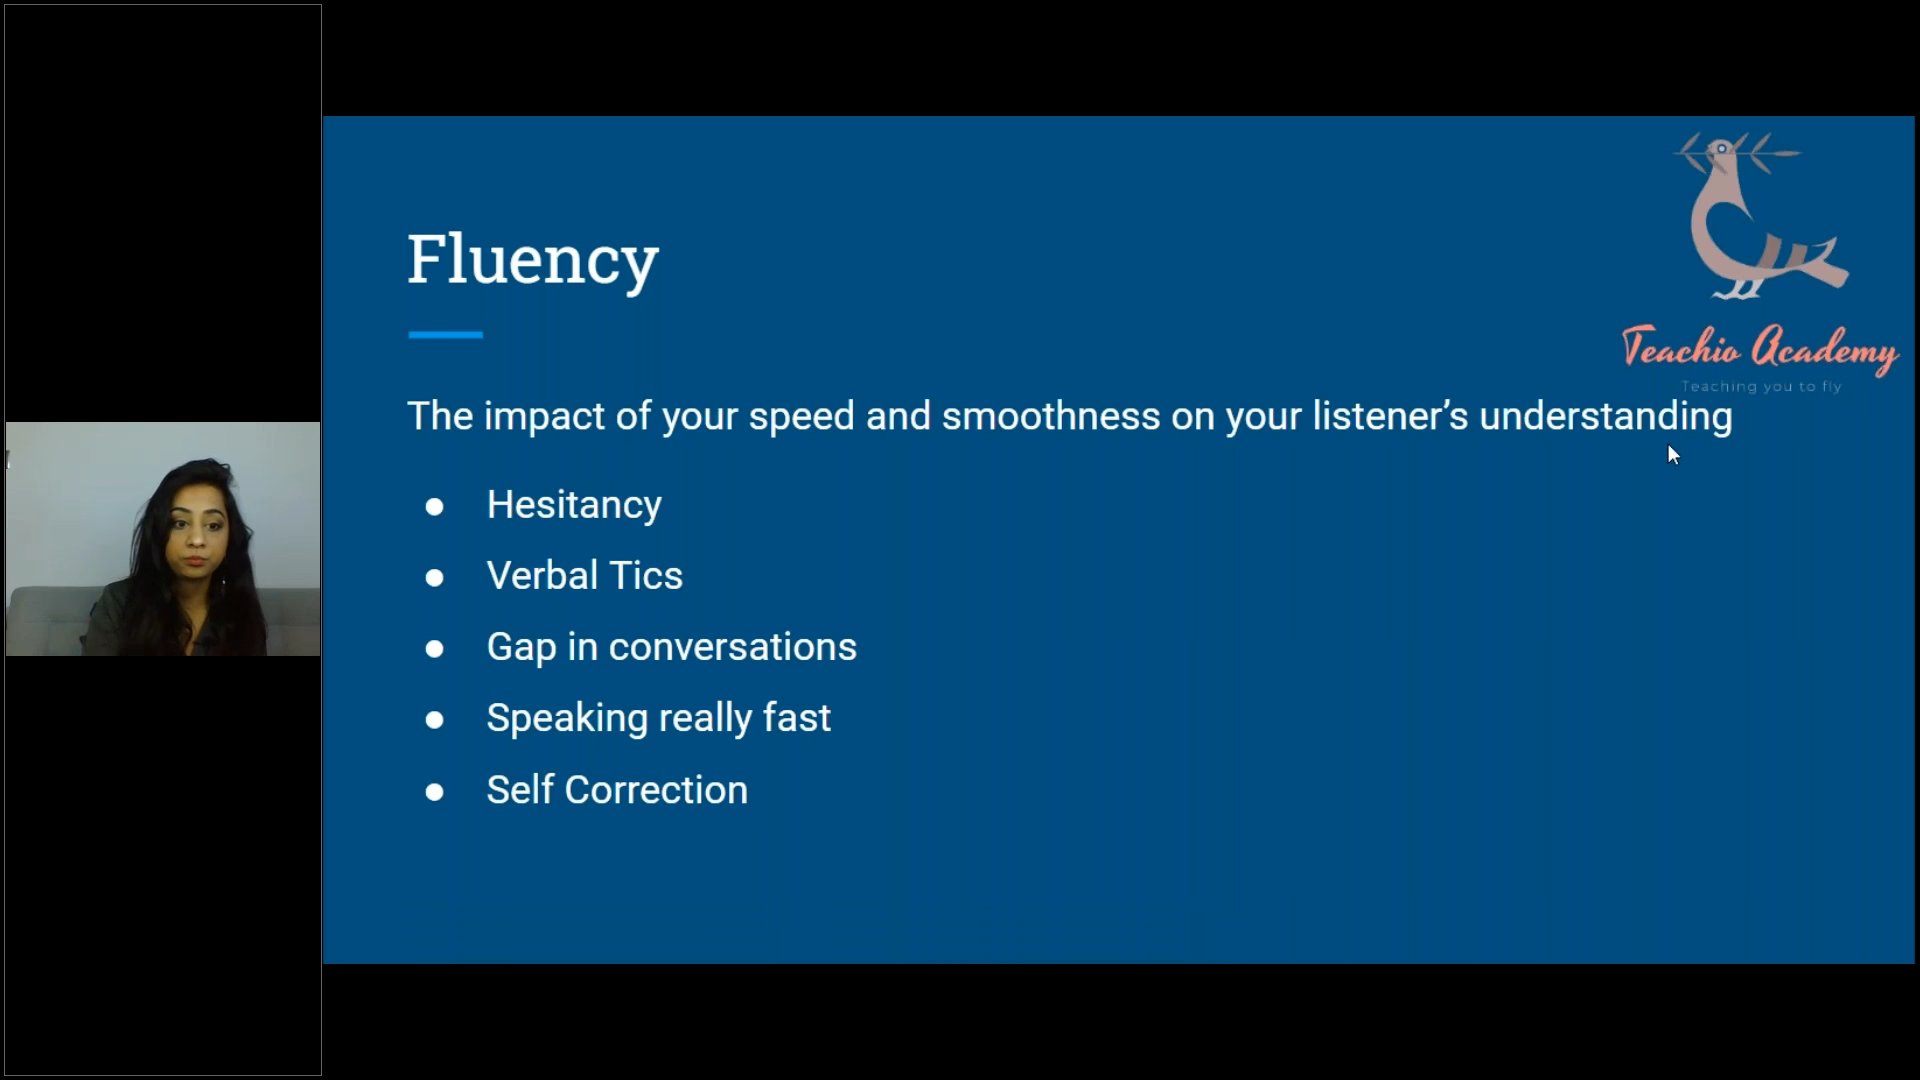 Fluency
Teachio Academy
Teaching you to fly
The impact of your speed and smoothness on your listener’s understanding
● Hesitancy
● Verbal Tics
● Gap in conversations
● Speaking really fast
● Self Correction